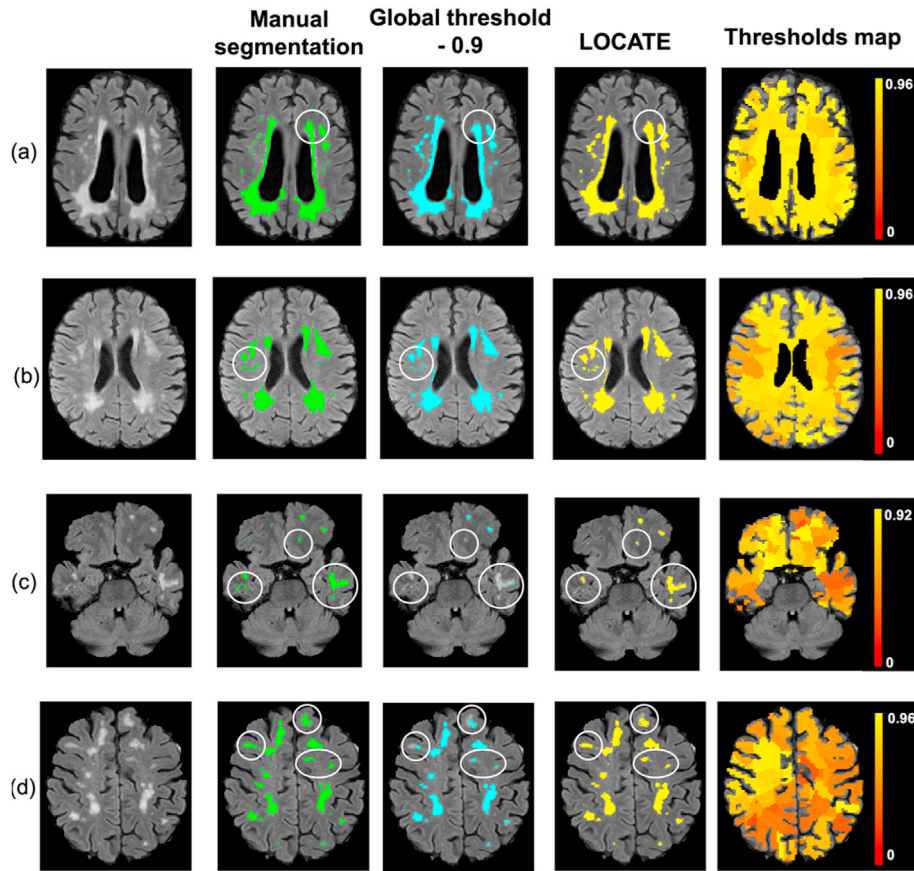 Manual
segmentation
Global threshold
- 0.9
LOCATE
Thresholds map
(a)
0.96
0
(b)
0.96
0
(c)
0.92
0
(d)
0.96
0